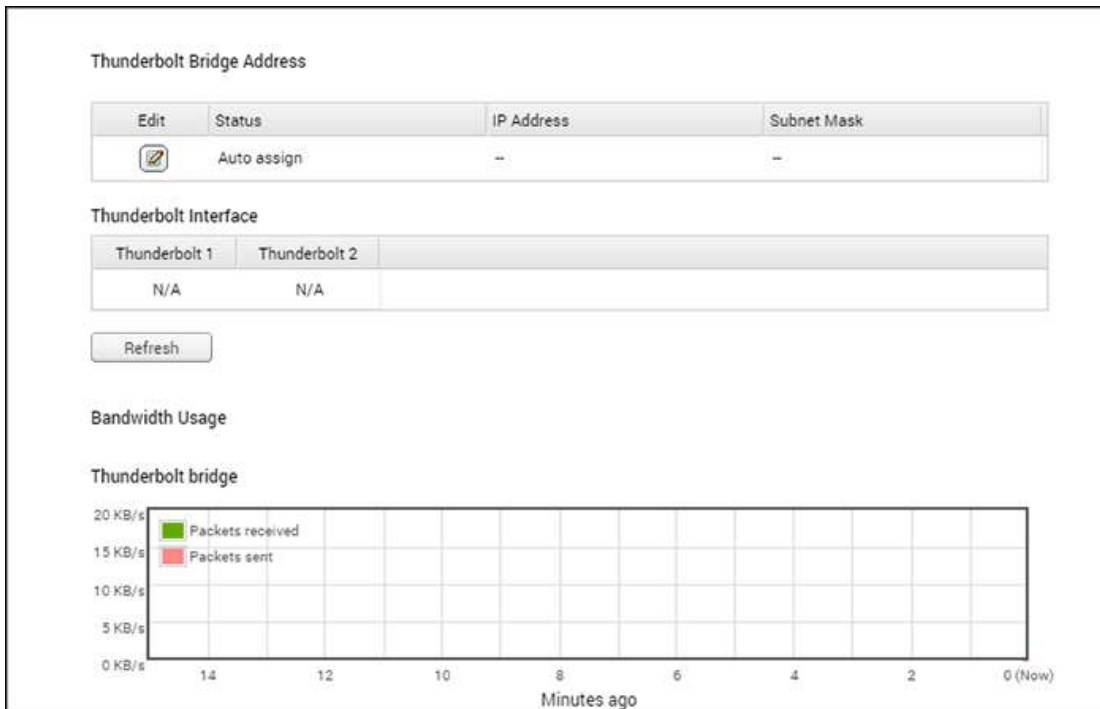 Thunderbolt Bridge Address
Edit Status IP Address Subnet Mask
Auto assign -- --
Thunderbolt Interface
Thunderbolt 1 Thunderbolt 2
N/A N/A
Refresh
Bandwidth Usage
Thunderbolt bridge
20 KB/s
Packets received
15 KB/s
Packets sent
10 KB/s
5 KB/s
0 KB/s
14 12 10 8 6 4 2 0 (Now)
Minutes ago